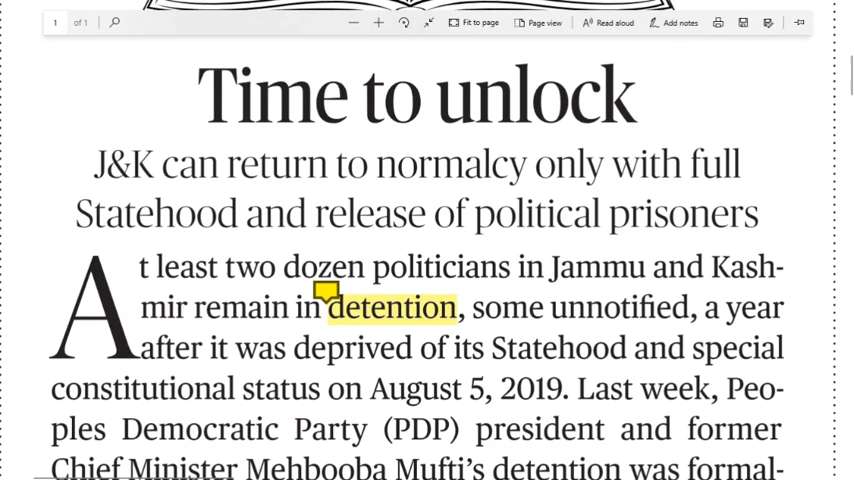 1 of 1 Fit to page Page view Read aloud Add notes
Time to unlock
J&K can return to normalcy only with full
Statehood and release of political prisoners
At least two dozen politicians in Jammu and Kash-
mir remain in detention, some unnotified, a year
after it was deprived of its Statehood and special
constitutional status on August 5, 2019. Last week, Peo-
ples Democratic Party (PDP) president and former
Chief Minister Mehbooba Mufti's detention was formal-